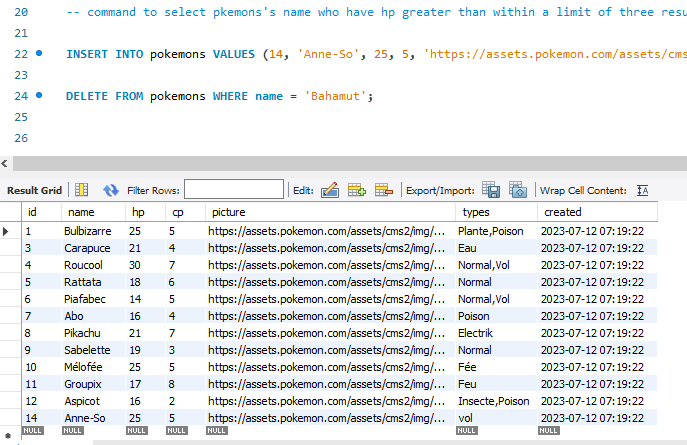 20 -- command to select pkemons's name who have hp greater than within a limit of three resu
21
22 INSERT INTO pokemons VALUES (14, 'Anne-So', 25, 5, 'https://assets.pokemon.com/assets/cms
23
24 DELETE FROM pokemons WHERE name = 'Bahamut';
25
26
Result Grid Filter Rows: Edit: Export/Import: Wrap Cell Content: IA
id name hp cp picture types created
1 Bulbizarre 25 5 https://assets.pokemon.com/assets/cms2/img/... Plante,Poison 2023-07-12 07:19:22
3 Carapuce 21 4 https://assets.pokemon.com/assets/cms2/img/... Eau 2023-07-12 07:19:22
4 Roucool 30 7 https://assets.pokemon.com/assets/cms2/img/... Normal,Vol 2023-07-12 07:19:22
5 Rattata 18 6 https://assets.pokemon.com/assets/cms2/img/... Normal 2023-07-12 07:19:22
6 Piafabec 14 5 https://assets.pokemon.com/assets/cms2/img/... Normal,Vol 2023-07-12 07:19:22
7 Abo 16 4 https://assets.pokemon.com/assets/cms2/img/... Poison 2023-07-12 07:19:22
8 Pikachu 21 7 https://assets.pokemon.com/assets/cms2/img/... Electrik 2023-07-12 07:19:22
9 Sabelette 19 3 https://assets.pokemon.com/assets/cms2/img/... Normal 2023-07-12 07:19:22
10 Mélofée 25 5 https://assets.pokemon.com/assets/cms2/img/... Fée 2023-07-12 07:19:22
11 Groupix 17 8 https://assets.pokemon.com/assets/cms2/img/... Feu 2023-07-12 07:19:22
12 Aspicot 16 2 https://assets.pokemon.com/assets/cms2/img/... Insecte,Poison 2023-07-12 07:19:22
14 Anne-So 25 5 https://assets.pokemon.com/assets/cms2/img/... vol 2023-07-12 07:19:22
NULL NULL NULL NULL NULL NULL NULL